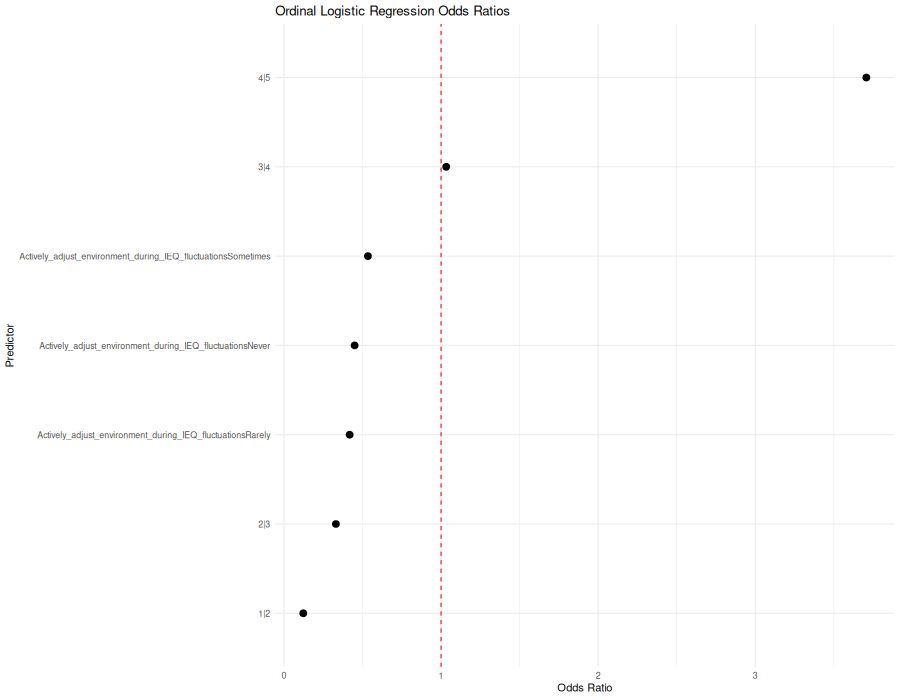 Ordinal Logistic Regression Odds Ratios
4|5
3|4
Actively_adjust_environment_during_IEQ_fluctuationsSometimes
Actively_adjust_environment_during_IEQ_fluctuationsNever
Actively_adjust_environment_during_IEQ_fluctuationsRarely
2|3
1|2
Predictor
0 1 2 3
Odds Ratio